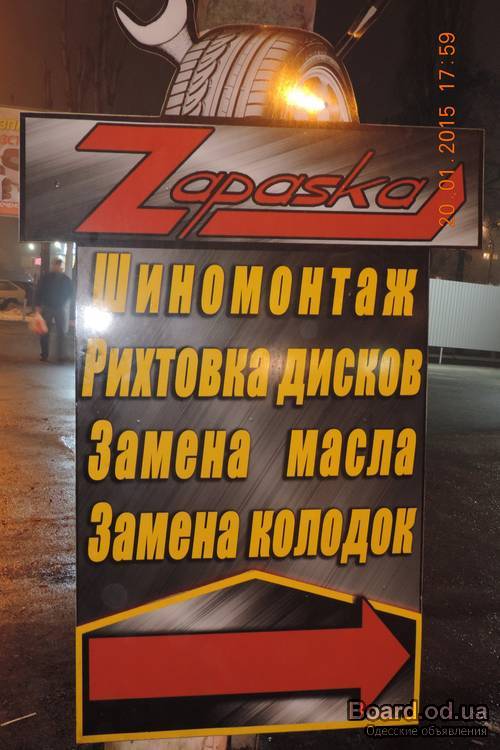 Zapaska
20.01.2015 17:59
Шиномонтаж
Рихтовка дисков
Замена масла
Замена колодок
Board.od.ua
Одесские объявления